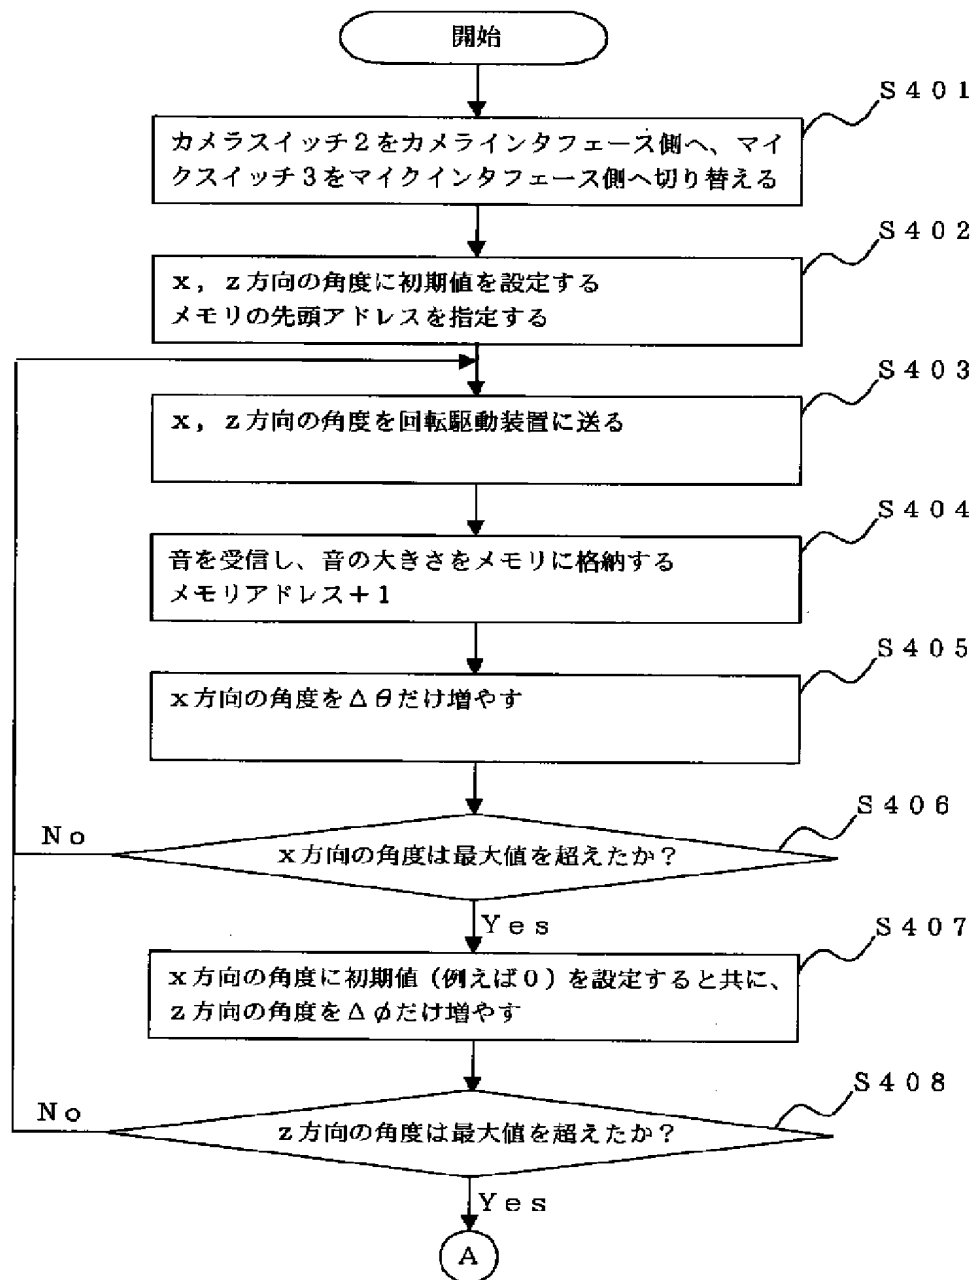 開始
S401
カメラスイッチ2をカメラインタフェース側へ、マイ
クスイッチ3をマイクインタフェース側へ切り替える
S402
x,z方向の角度に初期値を設定する
メモリの先頭アドレスを指定する
S403
x,z方向の角度を回転駆動装置に送る
S404
音を受信し、音の大きさをメモリに格納する
メモリアドレス+1
S405
x方向の角度をΔθだけ増やす
S406
No
x方向の角度は最大値を超えたか?
Yes
S407
x方向の角度に初期値(例えば0)を設定すると共に、
z方向の角度をΔφだけ増やす
S408
No
z方向の角度は最大値を超えたか?
Yes
A